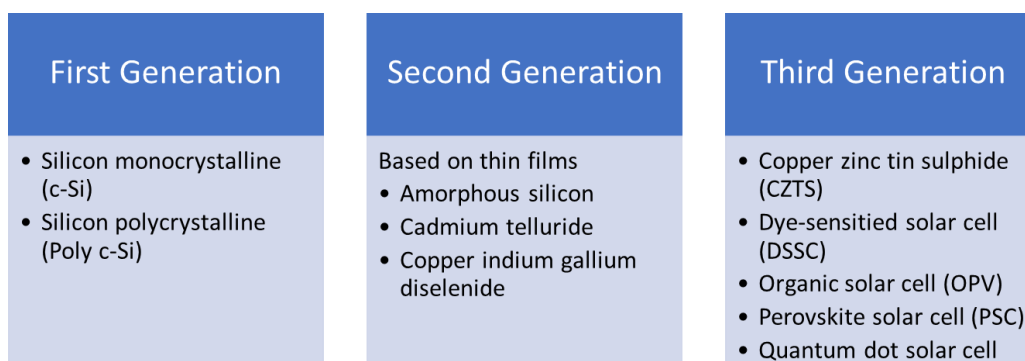 First Generation
• Silicon monocrystalline
(c-Si)
• Silicon polycrystalline
(Poly c-Si)
Second Generation
Based on thin films
• Amorphous silicon
• Cadmium telluride
• Copper indium gallium
diselenide
Third Generation
• Copper zinc tin sulphide
(CZTS)
• Dye-sensitied solar cell
(DSSC)
• Organic solar cell (OPV)
• Perovskite solar cell (PSC)
• Quantum dot solar cell